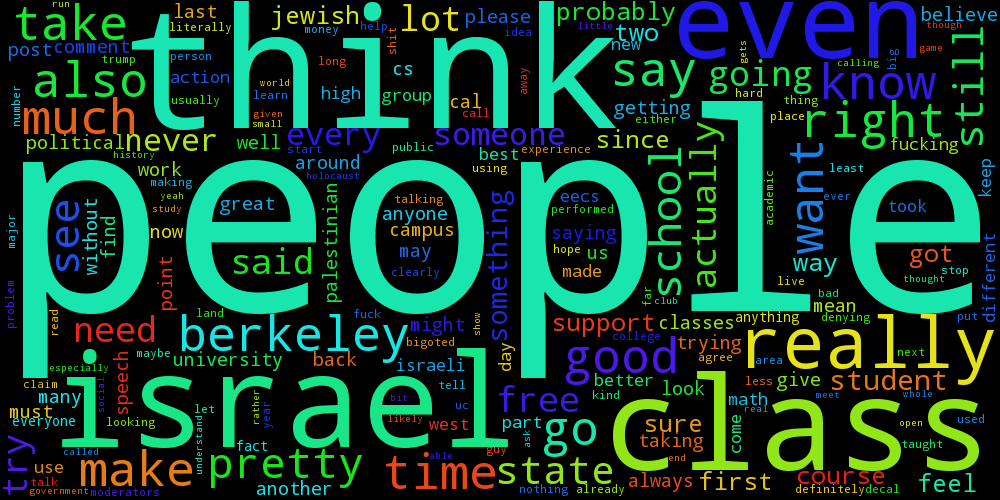 run
take last literally jewish help lot please probably even believe
think money shit idea little two though
post comment trump person long cs new say going game
also action world high group getting gets big calling know
number usually learn given small cal call away either hard thing place right still
much political never well every someone since fucking
history start public best using experience
work around holocaust school actually academic want least keep
people making yeah study great talking anyone campus eecs performed saying ever took
see without find now may clearly something hope us made way got stop thought
major point said palestinian far club live bad mean different
problem read land fuck show day
need berkeley might bigoted support classes anything denying put
maybe college trying agree really
especially university back israeli good area next
claim many speech social israel tell better look give less student meet whole
must everyone looking let rather year bit uc free kind math real class
understand likely west part sure come open used
try called fact guy able ask go taking end taught
use talk make pretty time state always first course feel
government moderators another nothing already definitely decal